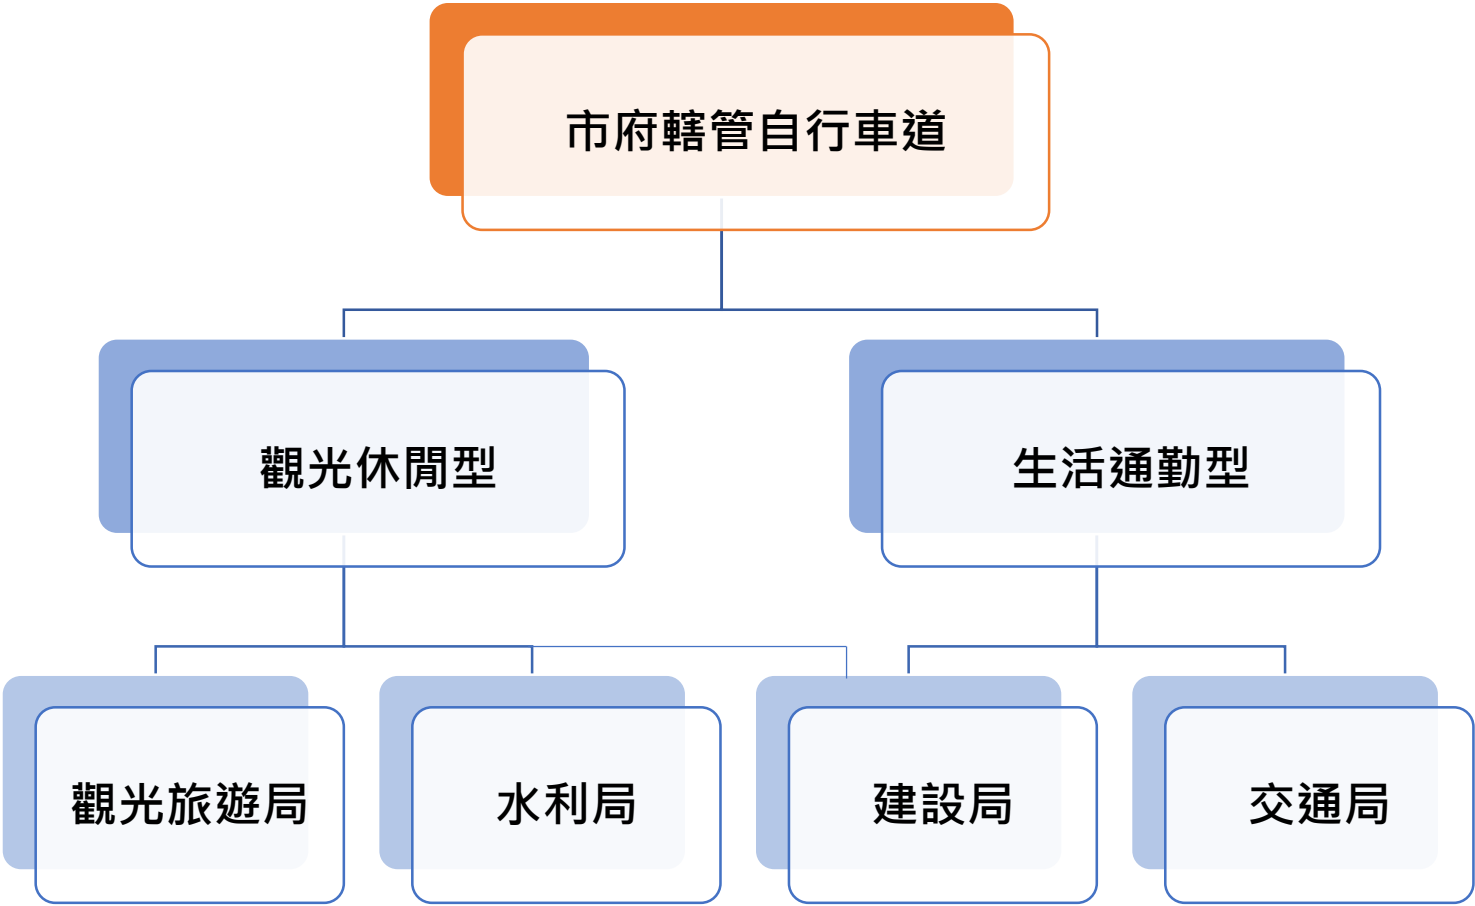 市府轄管自行車道
觀光休閒型
生活通勤型
觀光旅遊局
水利局
建設局
交通局